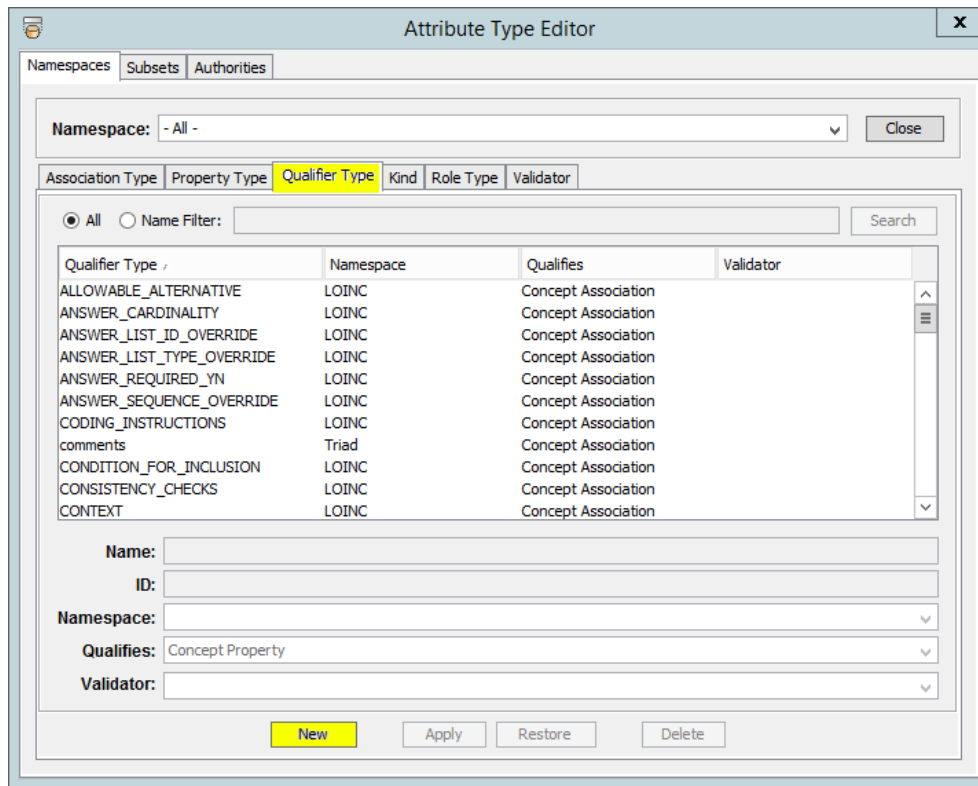 Attribute Type Editor
x
Namespaces Subsets Authorities
Namespace: - All - Close
Association Type Property Type Qualifier Type Kind Role Type Validator
All Name Filter: Search
Qualifier Type Namespace Qualifies Validator
ALLOWABLE_ALTERNATIVE LOINC Concept Association
ANSWER_CARDINALITY LOINC Concept Association
ANSWER_LIST_ID_OVERRIDE LOINC Concept Association
ANSWER_LIST_TYPE_OVERRIDE LOINC Concept Association
ANSWER_REQUIRED_YN LOINC Concept Association
ANSWER_SEQUENCE_OVERRIDE LOINC Concept Association
CODING_INSTRUCTIONS LOINC Concept Association
comments Triad Concept Association
CONDITION_FOR_INCLUSION LOINC Concept Association
CONSISTENCY_CHECKS LOINC Concept Association
CONTEXT LOINC Concept Association
Name:
ID:
Namespace:
Qualifies: Concept Property
Validator:
New Apply Restore Delete